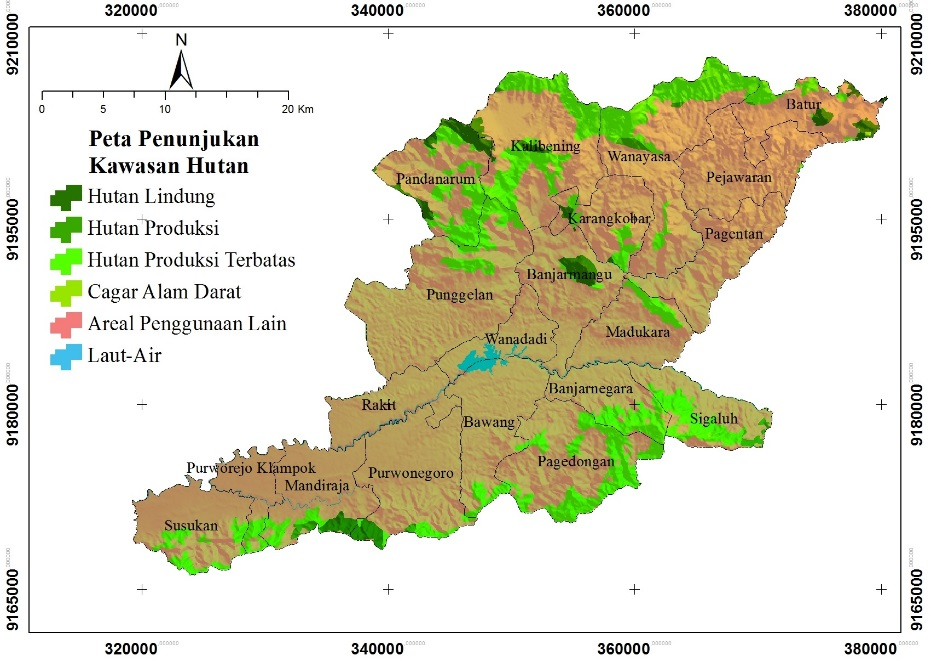 320000 340000 360000 380000
9210000 9210000
N
0 5 10 20 Km
Peta Penunjukan
Kawasan Hutan
Hutan Lindung
Hutan Produksi
Hutan Produksi Terbatas
Cagar Alam Darat
Areal Penggunaan Lain
Laut-Air
Batur
Kalibening
Wanayasa
Pandanarum
Pejawaran
9195000 9195000
Karangkobar
Pagentan
Banjarmangu
Punggelan
Madukara
Wanadadi
Banjarnegara
9180000 9180000
Rakit
Bawang
Sigaluh
Pagedongan
Purworejo Klampok
Purwonegoro
Mandiraja
Susukan
9165000 9165000
320000 340000 360000 380000